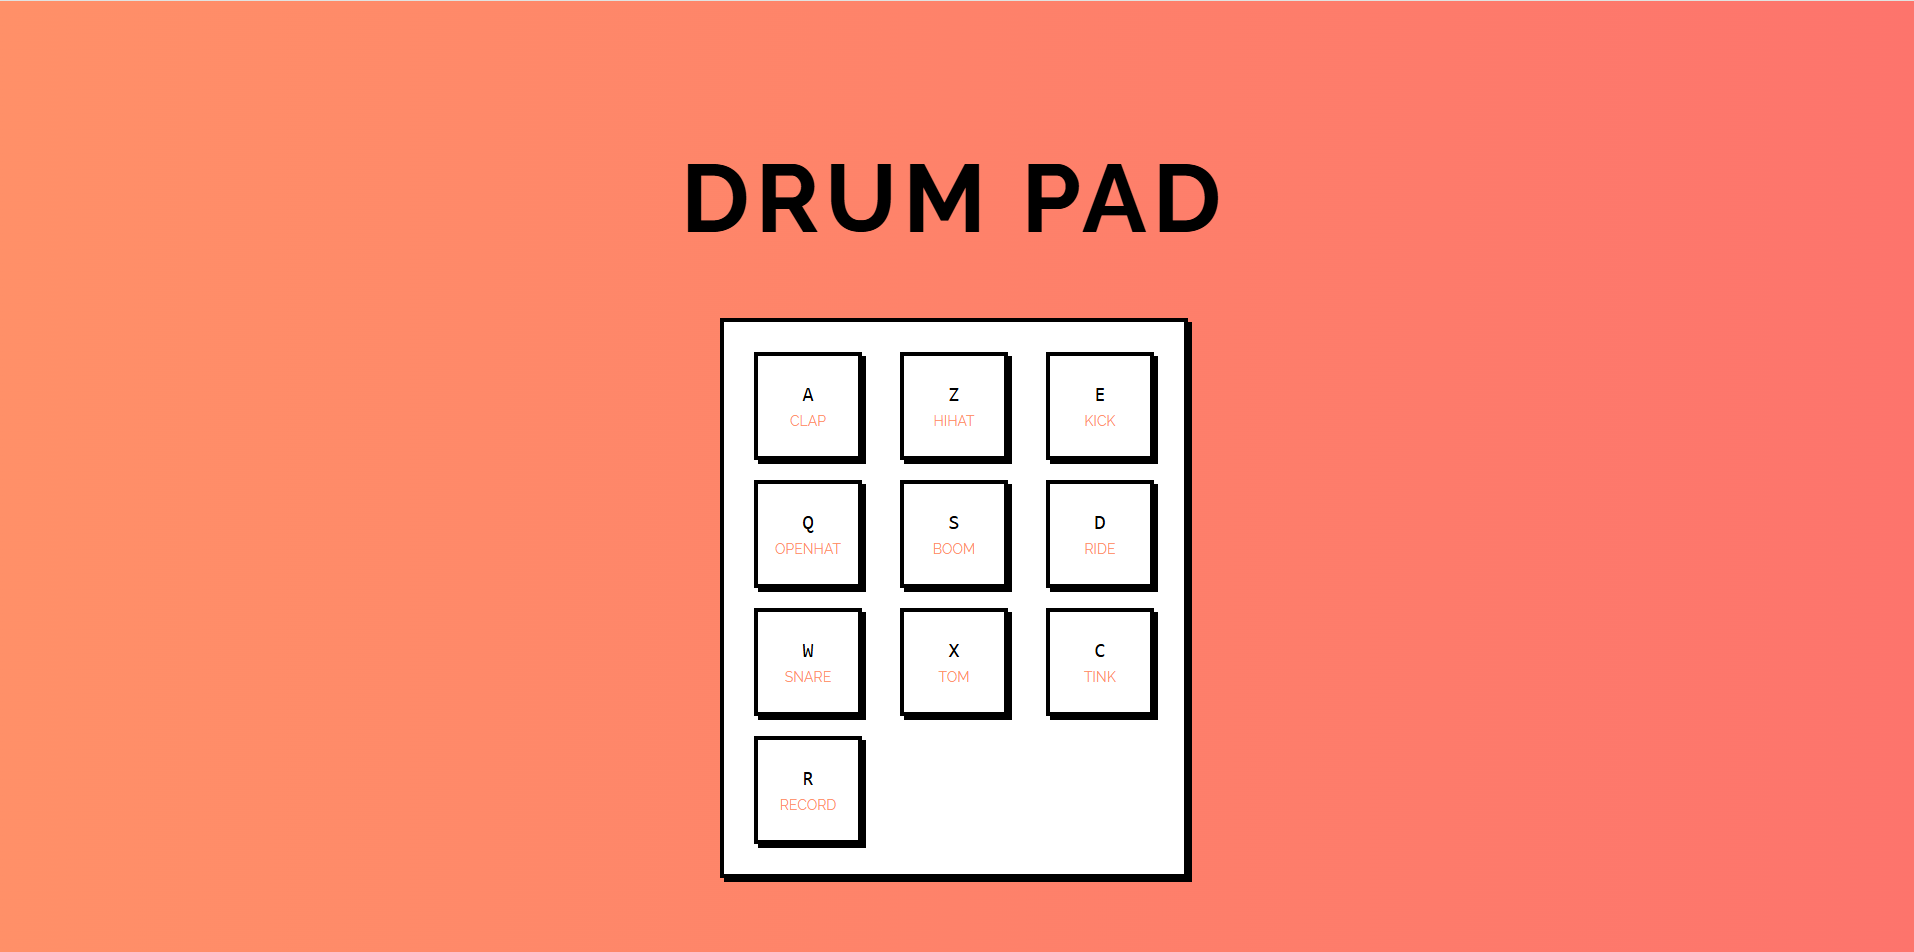 DRUM PAD
A
CLAP
Z
HIHAT
E
KICK
Q
OPENHAT
S
BOOM
D
RIDE
W
SNARE
X
TOM
C
TINK
R
RECORD